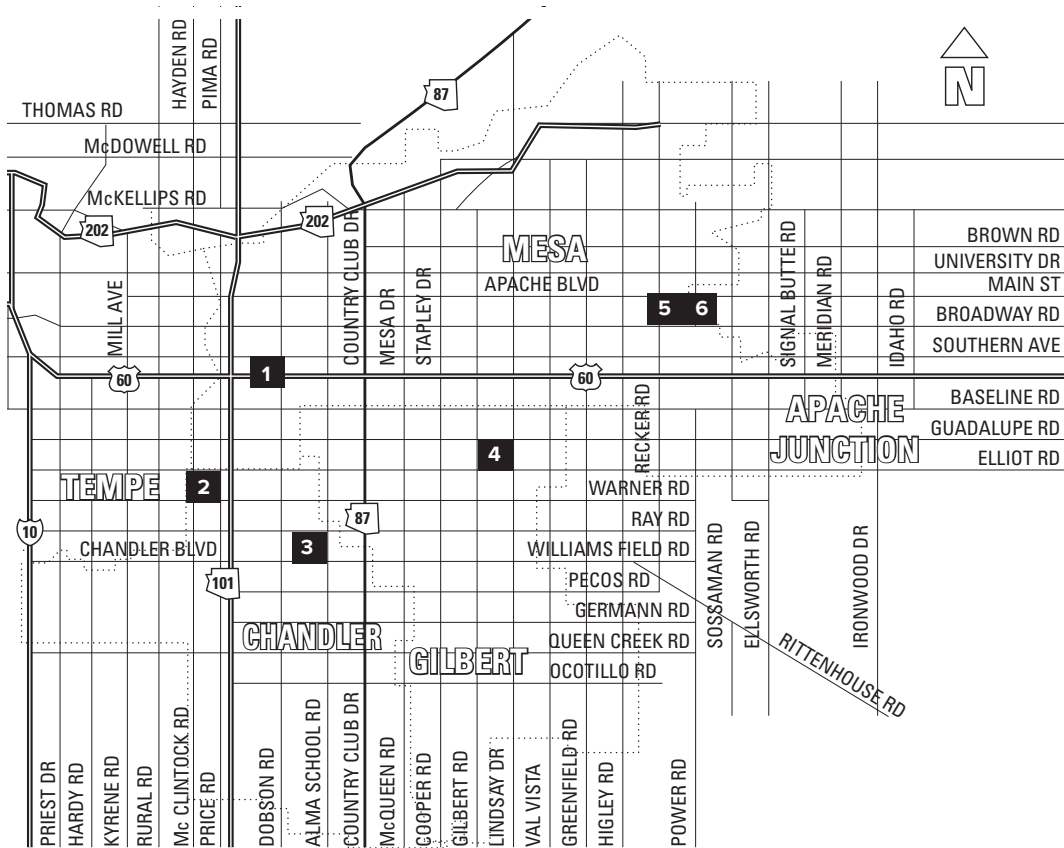 HAYDEN RD
PIMA RD
87
N
THOMAS RD
McDOWELL RD
McKELLIPS RD
202
202
COUNTRY CLUB DR
MESA
BROWN RD
UNIVERSITY DR
APACHE BLVD
MAIN ST
MILL AVE
MESA DR
STAPLEY DR
5
6
SIGNAL BUTTE RD
MERIDIAN RD
IDAHO RD
BROADWAY RD
SOUTHERN AVE
60
1
60
BASELINE RD
RECKER RD
APACHE
JUNCTION
GUADALUPE RD
ELLIOT RD
4
TEMPE
2
WARNER RD
87
RAY RD
10
CHANDLER BLVD
3
WILLIAMS FIELD RD
101
PECOS RD
GERMANN RD
SOSSAMAN RD
ELLSWORTH RD
IRONWOOD DR
CHANDLER
QUEEN CREEK RD
GILBERT
OCOTILLO RD
RITTENHOUSE RD
PRIEST DR
HARDY RD
KYRENE RD
RURAL RD
Mc CLINTOCK RD
PRICE RD
DOBSON RD
ALMA SCHOOL RD
COUNTRY CLUB DR
McQUEEN RD
COOPER RD
GILBERT RD
LINDSAY DR
VAL VISTA
GREENFIELD RD
HIGLEY RD
POWER RD